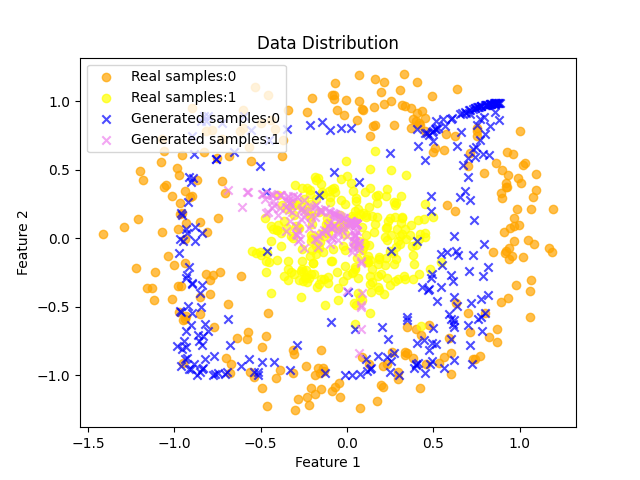 Data Distribution
Real samples:0
Real samples:1
Generated samples:0
Generated samples:1
1.0
0.5
0.0
−0.5
−1.0
Feature 2
−1.5 −1.0 −0.5 0.0 0.5 1.0
Feature 1